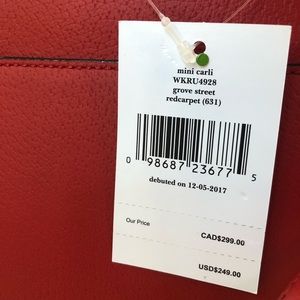 mini carli
WKRU4928
grove street
redcarpet (631)
0 98687 23677 5
debuted on 12-05-2017
Our Price
CAD$299.00
USD$249.00